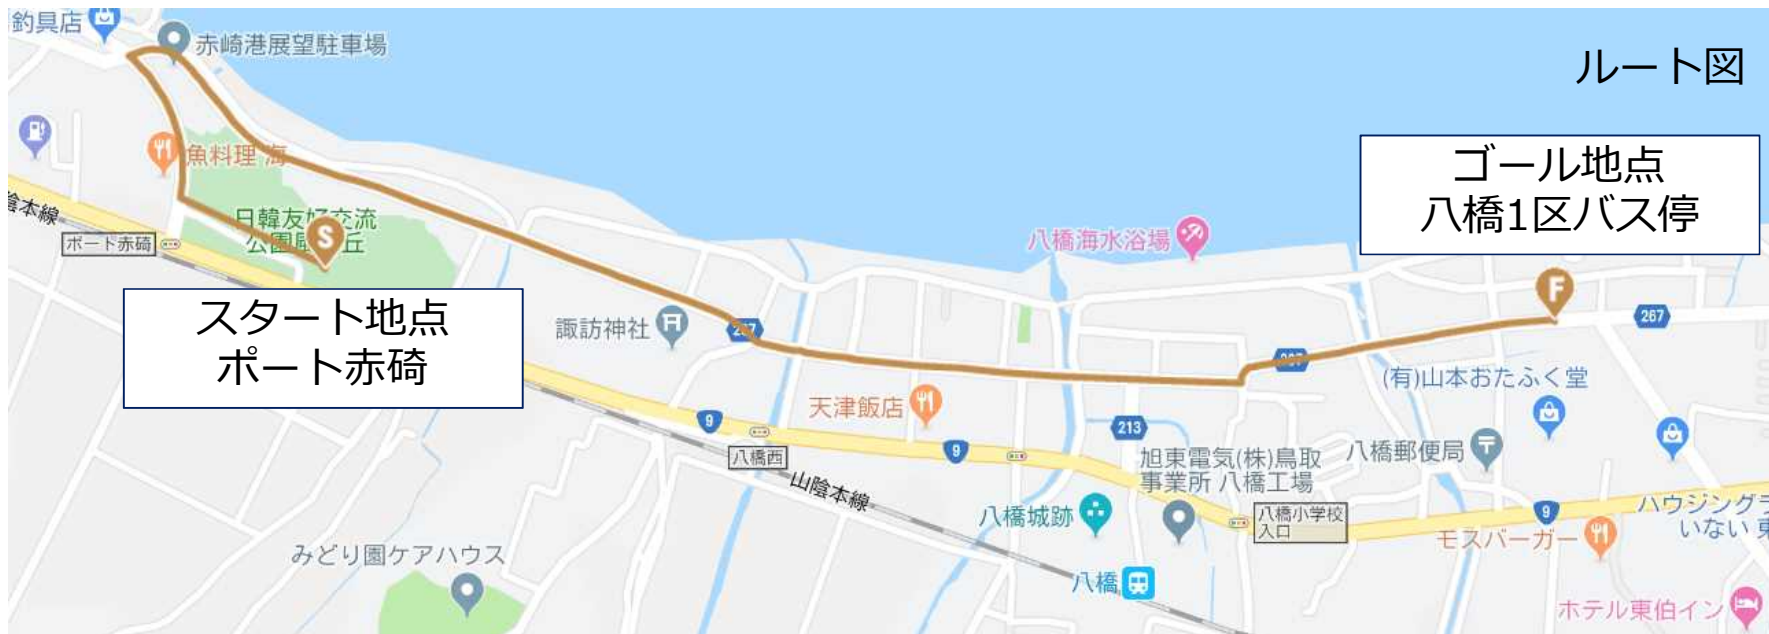 釣具店
赤崎港展望駐車場
ルート図
魚料理 海
ゴール地点
八橋1区バス停
陰本線
日韓友好交流
S
ポート赤碕
八橋海水浴場
F
スタート地点
ポート赤碕
諏訪神社
267
(有)山本おたふく堂
天津飯店
9
213
9
八橋西
旭東電気(株)鳥取
事業所 八橋工場
八橋郵便局
山陰本線
八橋城跡
八橋小学校
入口
9
ハウジング
いない
モスバーガー
みどり園ケアハウス
八橋
ホテル東伯イン